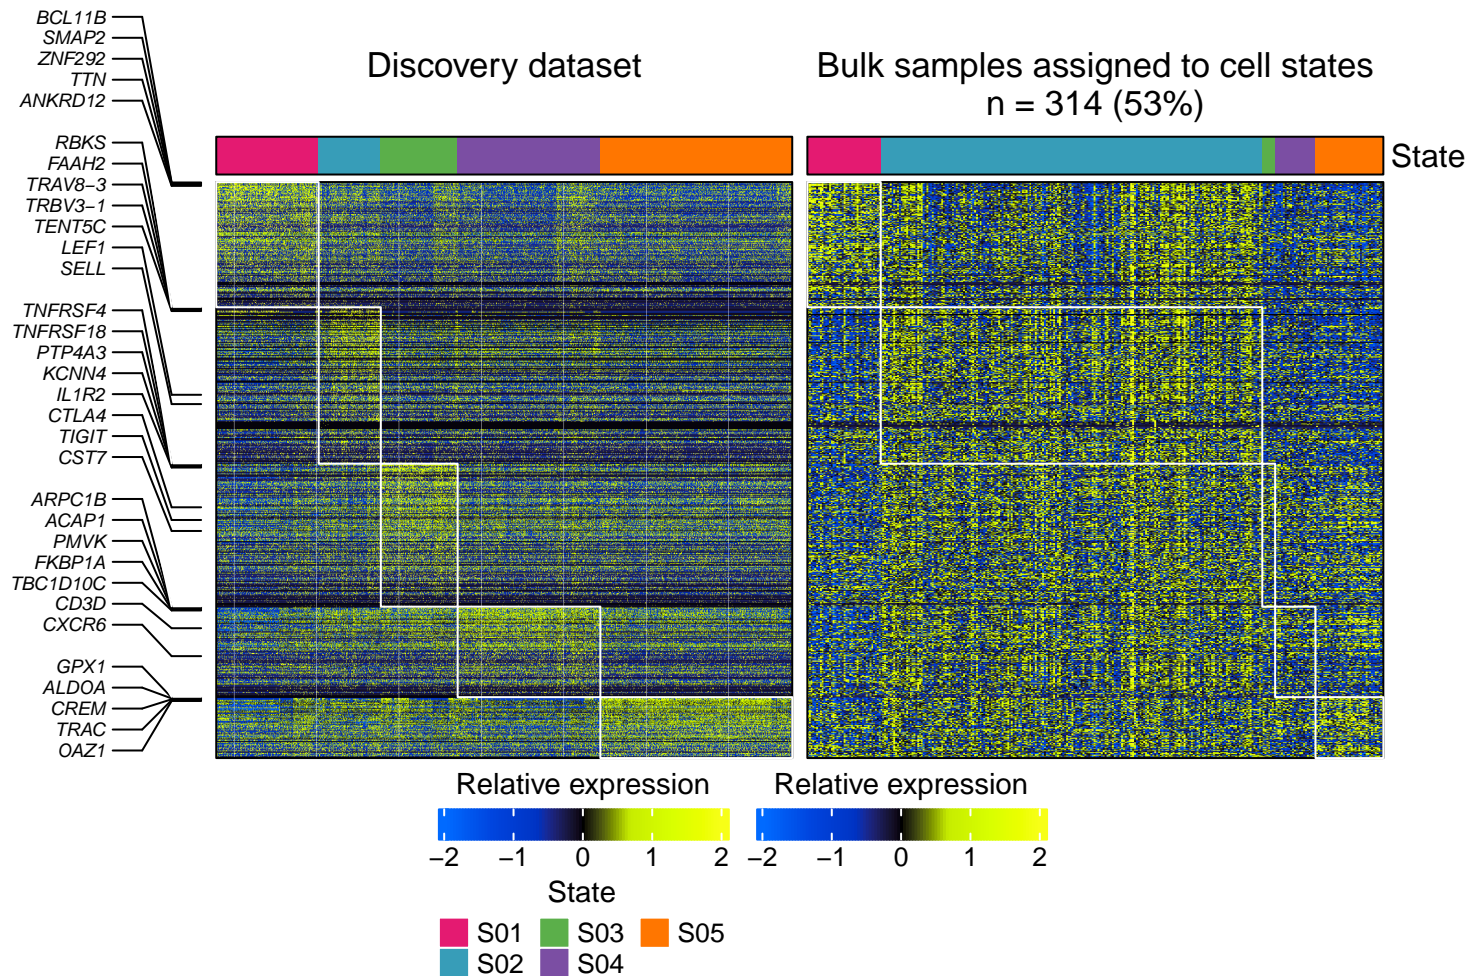 BCL11B
SMAP2
ZNF292
TTN
ANKRD12
RBKS
FAAH2
TRAV8−3
TRBV3−1
TENT5C
LEF1
SELL
TNFRSF4
TNFRSF18
PTP4A3
KCNN4
IL1R2
CTLA4
TIGIT
CST7
ARPC1B
ACAP1
PMVK
FKBP1A
TBC1D10C
CD3D
CXCR6
GPX1
ALDOA
CREM
TRAC
OAZ1
Discovery dataset
Bulk samples assigned to cell states
n = 314 (53%)
State
Relative expression
−2 −1 0 1 2
Relative expression
−2 −1 0 1 2
State
S01 S03 S05
S02 S04